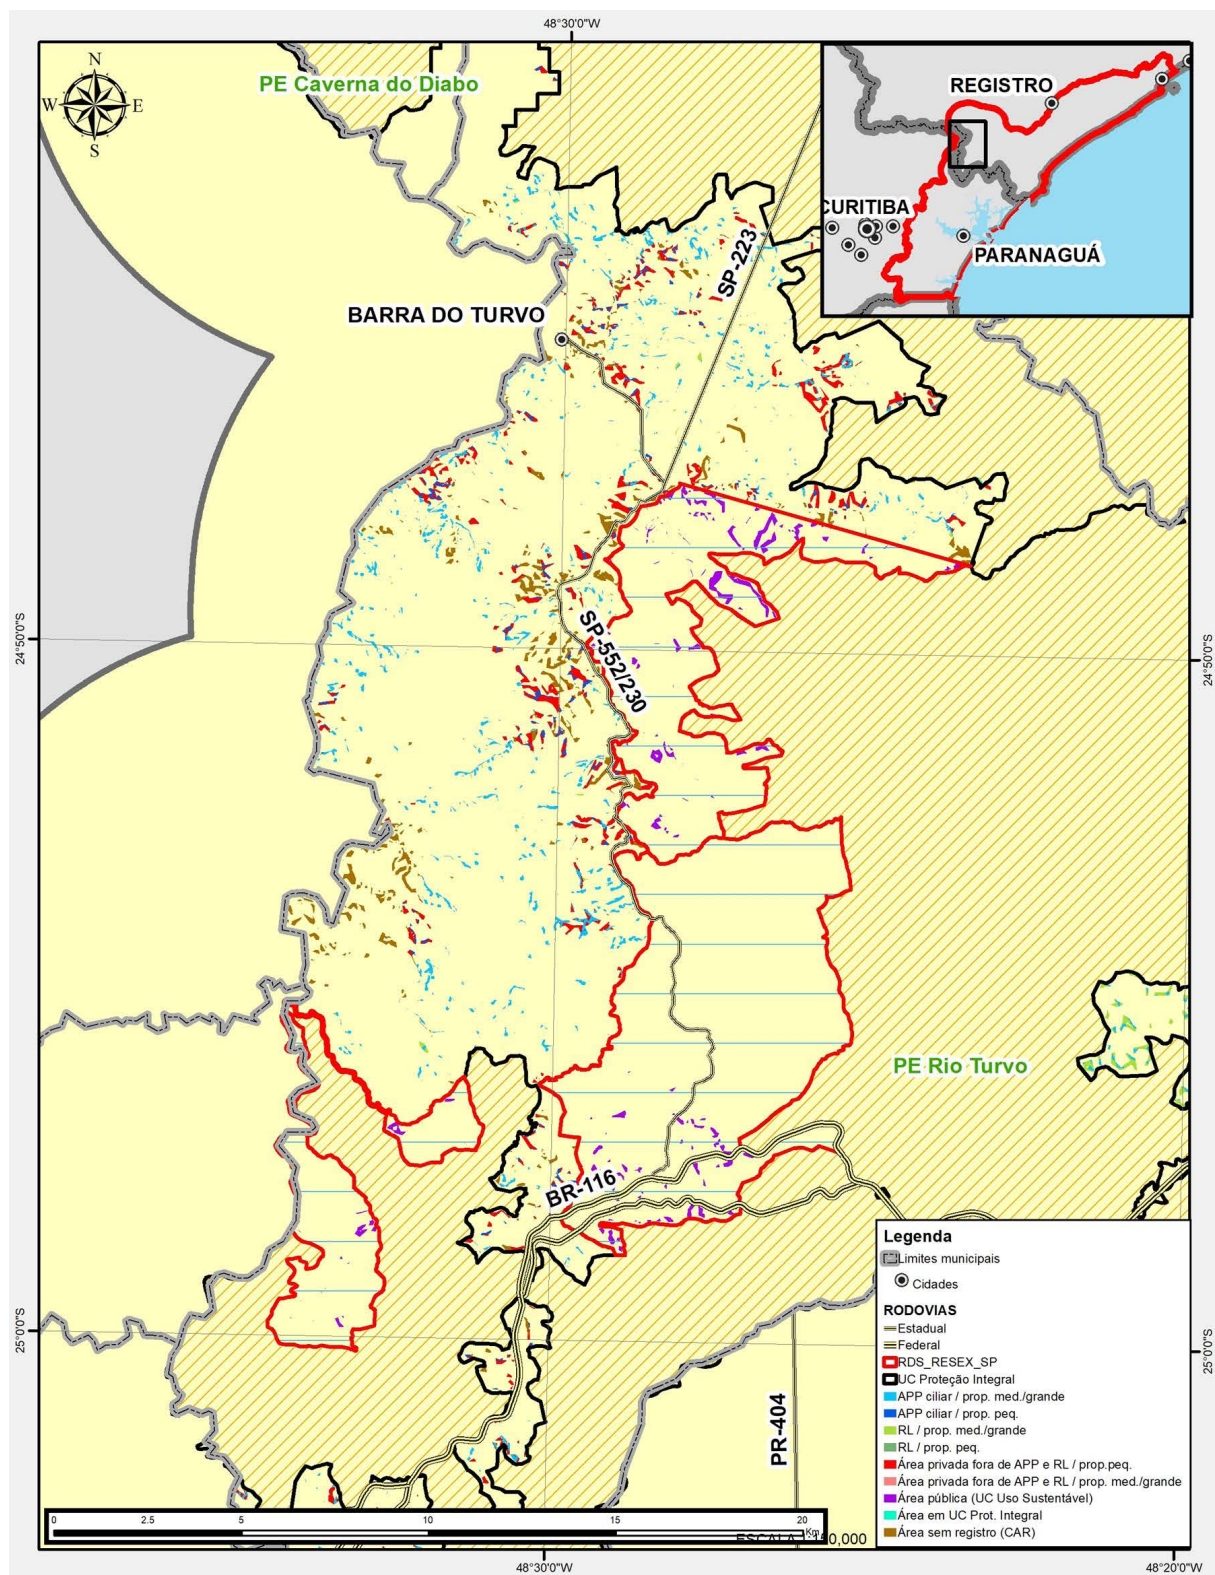 48°30'0"W
N
W
E
S
PE Caverna do Diabo
REGISTRO
CURITIBA
PARANAGUÁ
SP-223
BARRA DO TURVO
SP-552/230
24°50'0"S
24°50'0"S
PE Rio Turvo
BR-116
25°0'0"S
25°0'0"S
PR-404
Legenda
Limites municipais
Cidades
RODOVIAS
Estadual
Federal
RDS_RESEX_SP
UC Proteção Integral
APP ciliar / prop. med./grande
APP ciliar / prop. peq.
RL / prop. med./grande
RL / prop. peq.
Área privada fora de APP e RL / prop.peq.
Área privada fora de APP e RL / prop. med./grande
Área pública (UC Uso Sustentável)
Área em UC Prot. Integral
Área sem registro (CAR)
0 2.5 5 10 15 20
Km
48°30'0"W
48°20'0"W